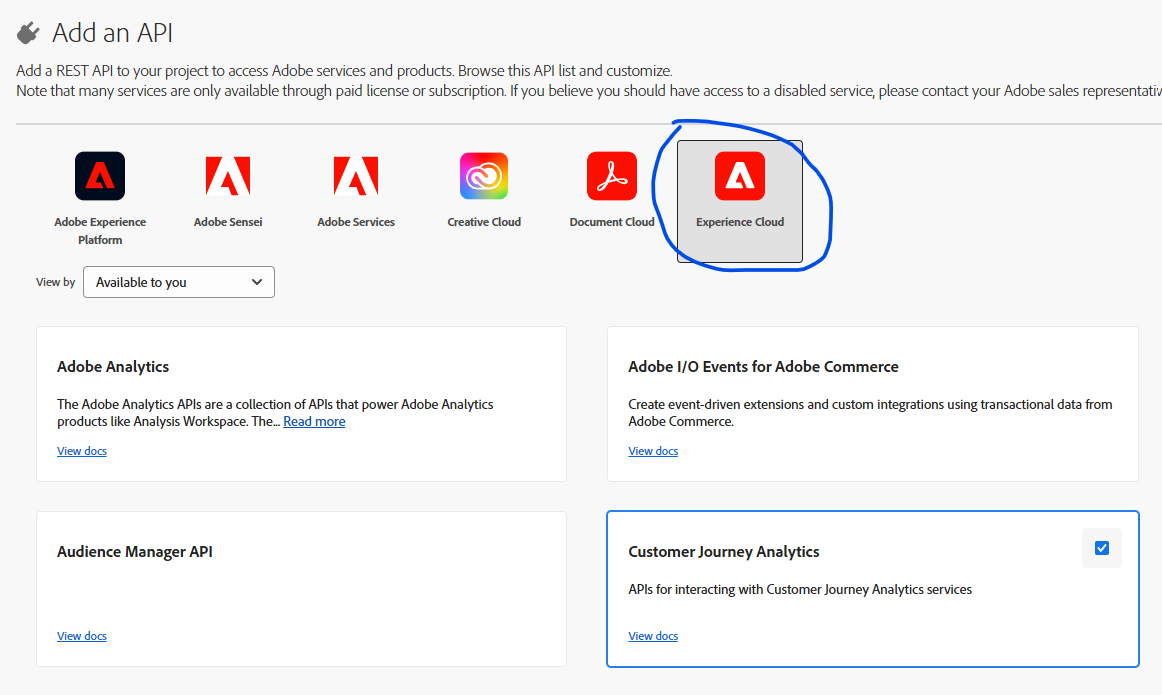 Add an API
Add a REST API to your project to access Adobe services and products. Browse this API list and customize.
Note that many services are only available through paid license or subscription. If you believe you should have access to a disabled service, please contact your Adobe sales representativ
Adobe Experience
Platform
Adobe Sensei
Adobe Services
Creative Cloud
Document Cloud
Experience Cloud
View by
Available to you
Adobe Analytics
The Adobe Analytics APIs are a collection of APIs that power Adobe Analytics
products like Analysis Workspace. The... Read more
View docs
Adobe I/O Events for Adobe Commerce
Create event-driven extensions and custom integrations using transactional data from
Adobe Commerce.
View docs
Audience Manager API
View docs
Customer Journey Analytics
APIs for interacting with Customer Journey Analytics services
View docs